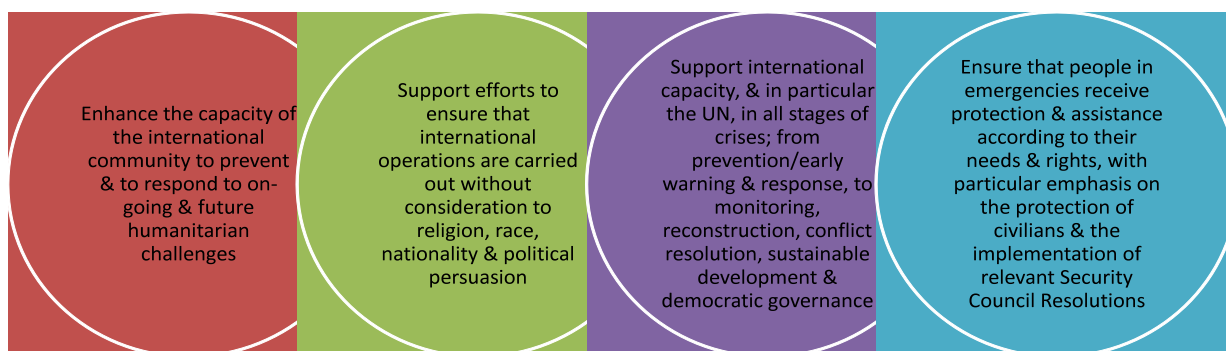 Enhance the capacity of
the international
community to prevent
& to respond to on-
going & future
humanitarian
challenges
Support efforts to
ensure that
international
operations are carried
out without
consideration to
religion, race,
nationality & political
persuasion
Support international
capacity, & in particular
the UN, in all stages of
crises; from
prevention/early
warning & response, to
monitoring,
reconstruction, conflict
resolution, sustainable
development &
democratic governance
Ensure that people in
emergencies receive
protection & assistance
according to their
needs & rights, with
particular emphasis on
the protection of
civilians & the
implementation of
relevant Security
Council Resolutions